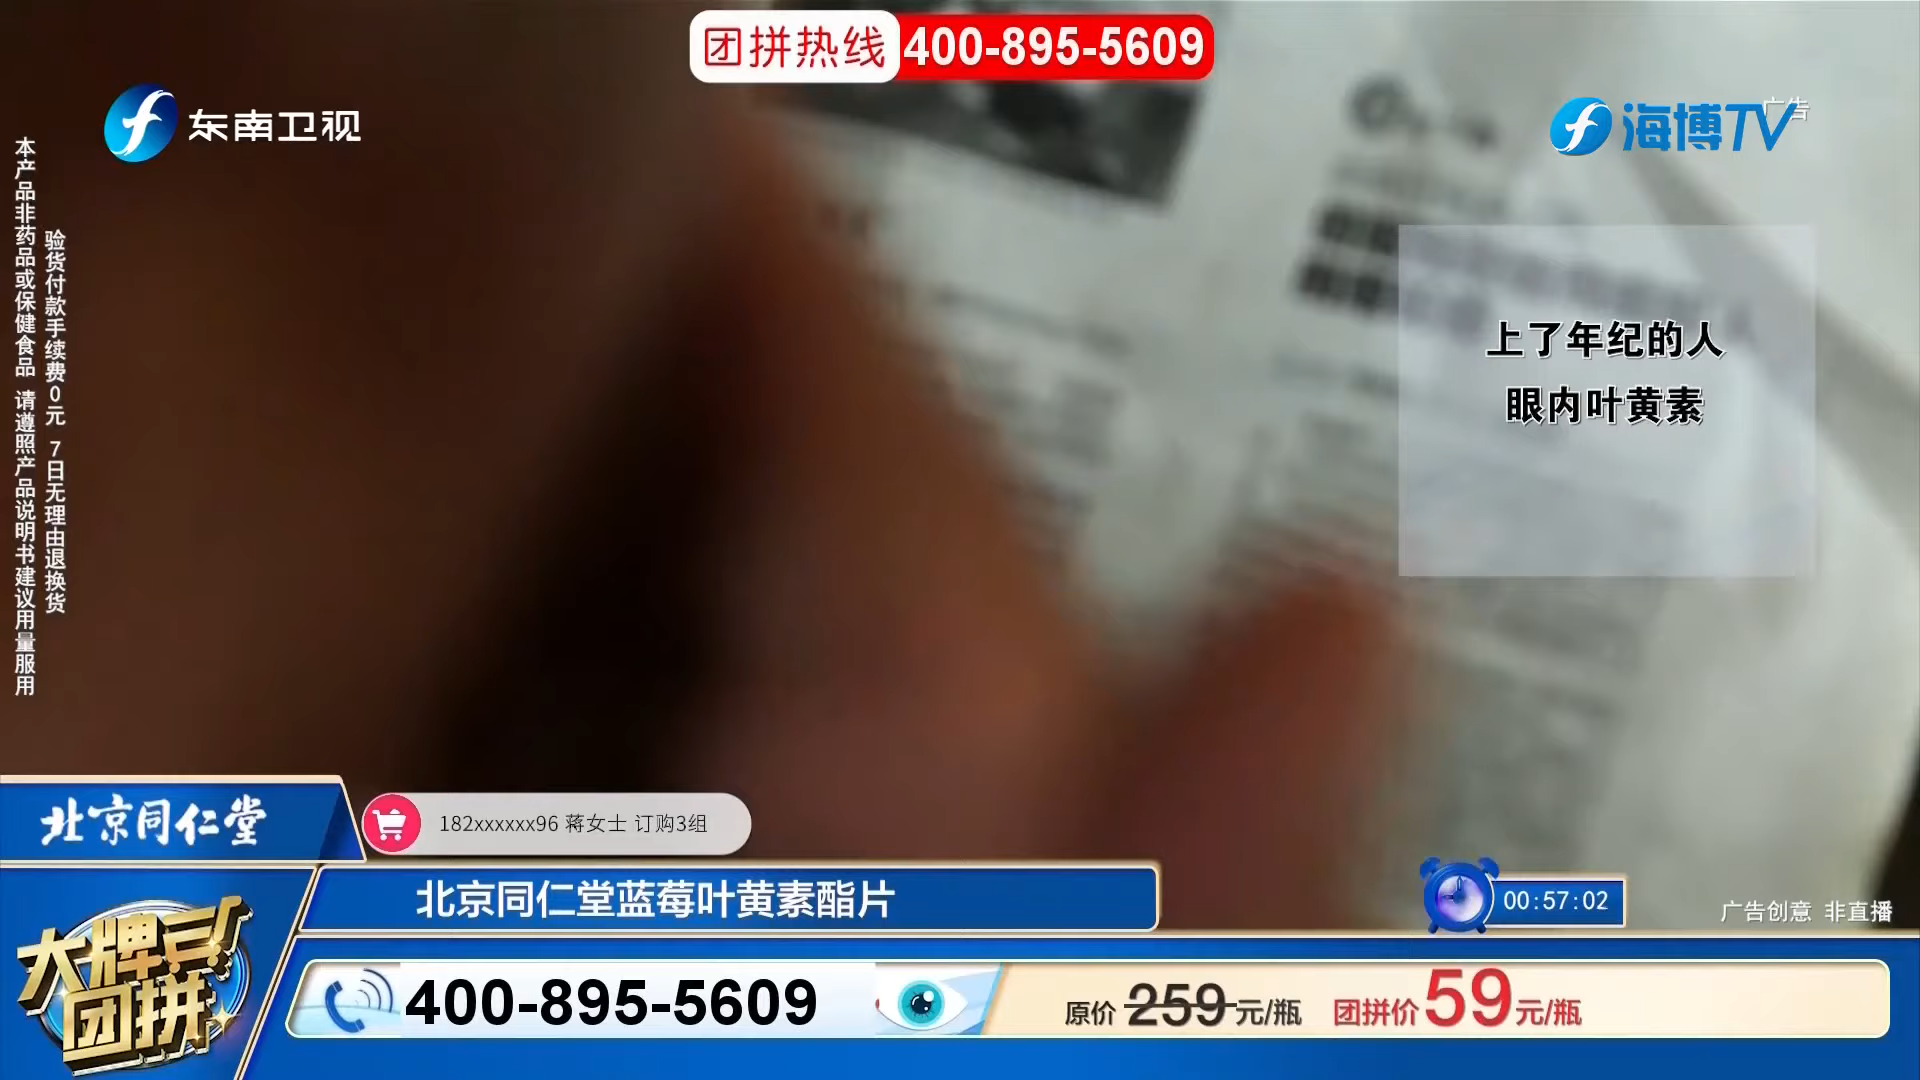 团拼热线 400-895-5609
东南卫视
广告
海博TV
本产品非药品或保健食品 请遵照产品说明书建议用量服用
验货付款手续费0元 7日无理由退换货
上了年纪的人
眼内叶黄素
北京同仁堂
182xxxxxx96 蒋女士 订购3组
北京同仁堂蓝莓叶黄素酯片
00:57:02
广告创意 非直播
大牌团拼
400-895-5609
原价259元/瓶 团拼价59元/瓶